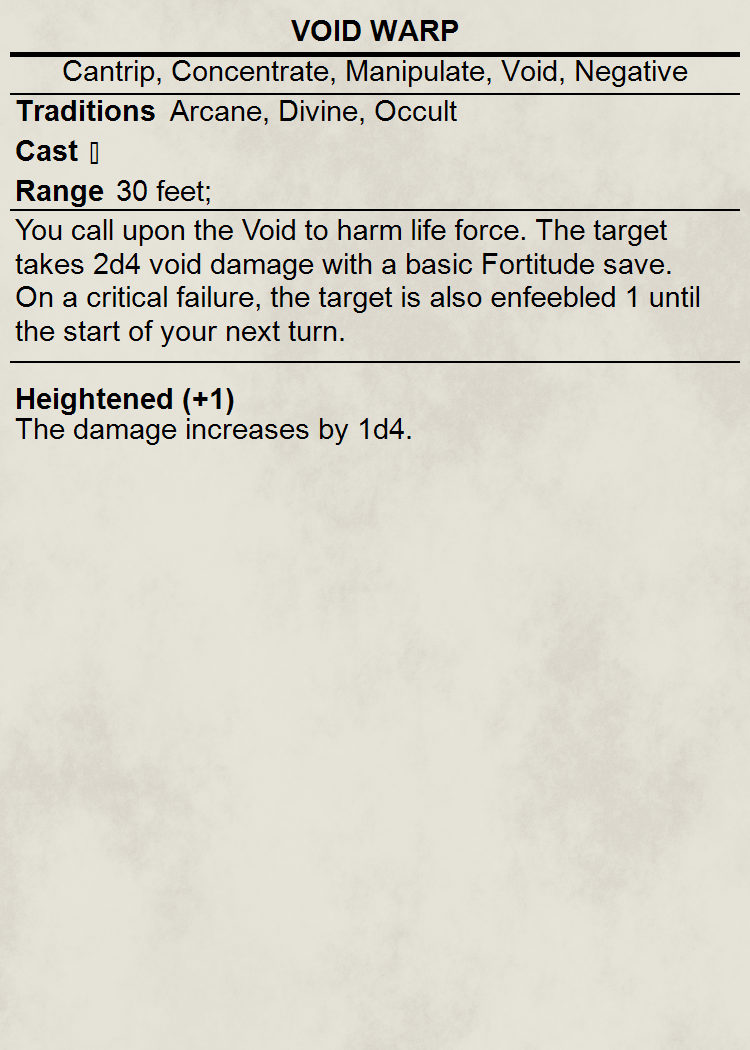 VOID WARP
Cantrip, Concentrate, Manipulate, Void, Negative
Traditions Arcane, Divine, Occult
Cast ▯
Range 30 feet;
You call upon the Void to harm life force. The target
takes 2d4 void damage with a basic Fortitude save.
On a critical failure, the target is also enfeebled 1 until
the start of your next turn.
Heightened (+1)
The damage increases by 1d4.